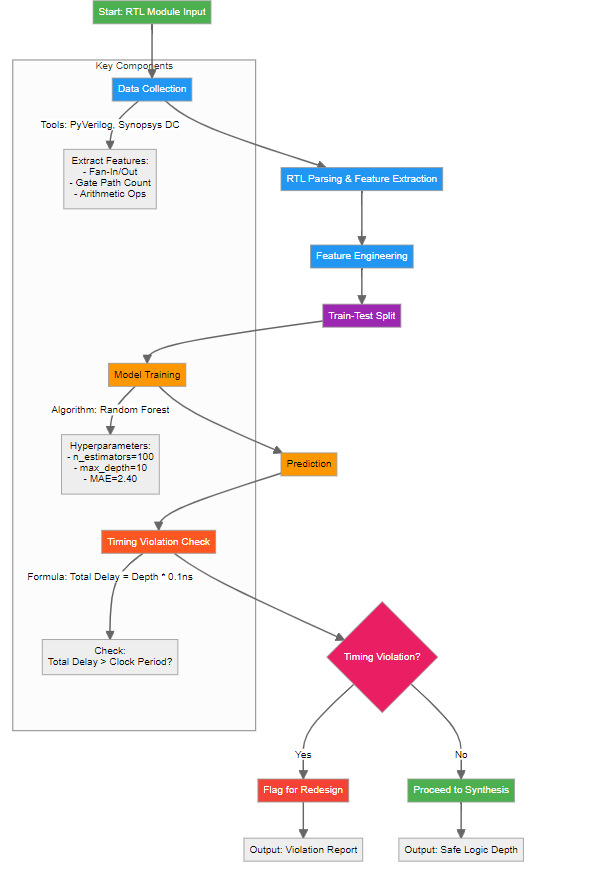 Start: RTL Module Input
Key Components
Data Collection
Tools: PyVerilog, Synopsys DC
Extract Features:
- Fan-In/Out
- Gate Path Count
- Arithmetic Ops
RTL Parsing & Feature Extraction
Feature Engineering
Train-Test Split
Model Training
Algorithm: Random Forest
Hyperparameters:
- n_estimators=100
- max_depth=10
- MAE=2.40
Prediction
Timing Violation Check
Formula: Total Delay = Depth * 0.1ns
Check:
Total Delay > Clock Period?
Timing Violation?
Yes
No
Flag for Redesign
Proceed to Synthesis
Output: Violation Report
Output: Safe Logic Depth